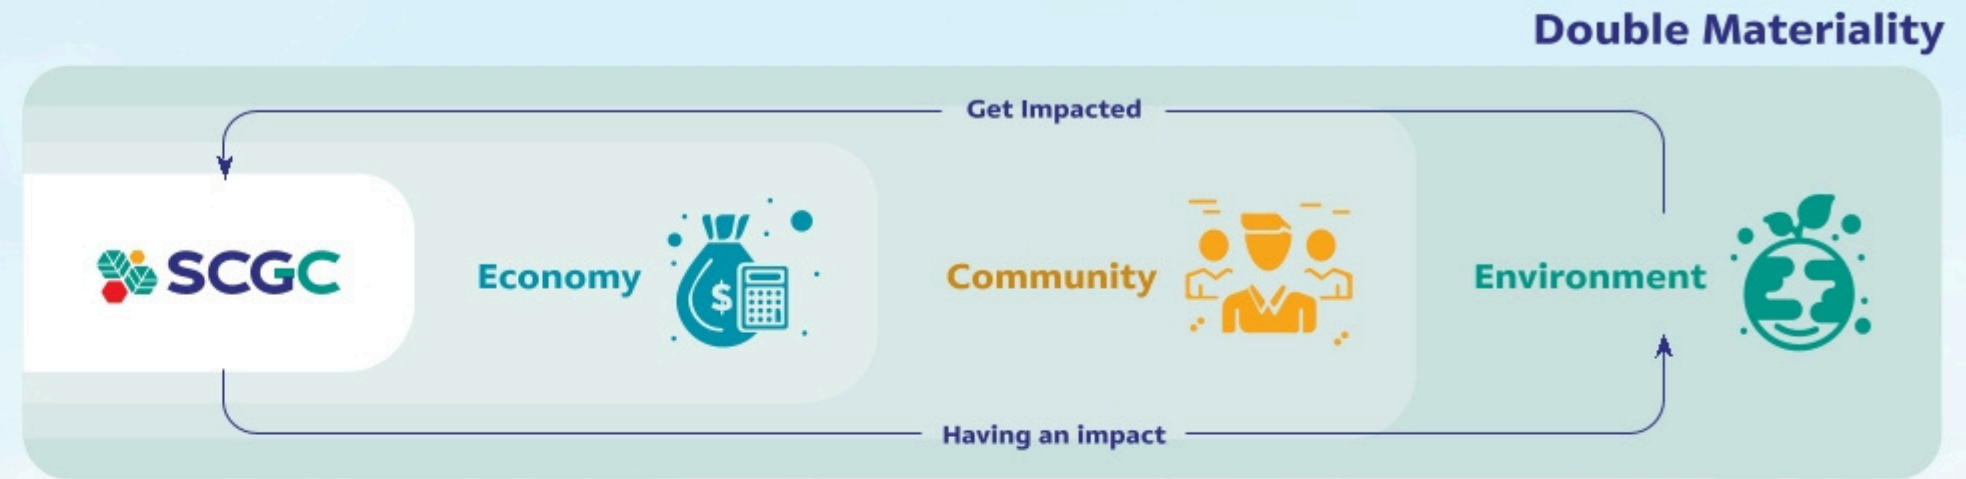 Double Materiality
Get Impacted
SCGC
Economy
$
Community
Environment
Having an impact